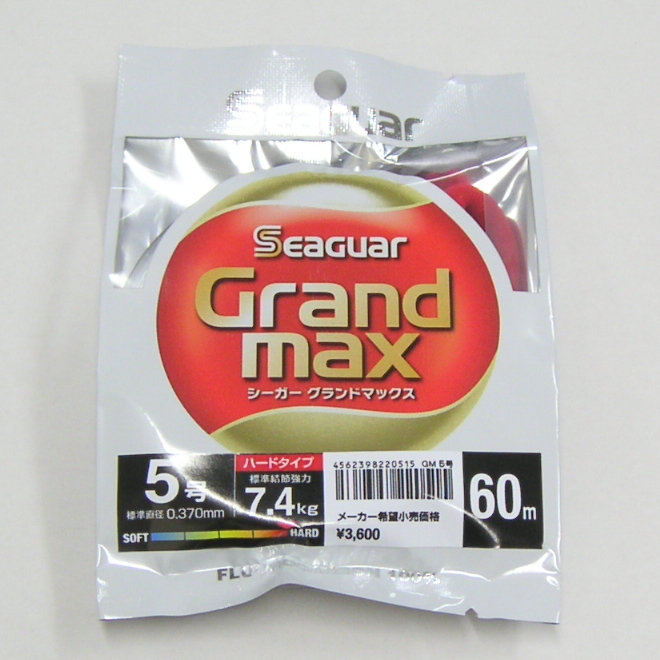 Seaguar
Seaguar
Grand
max
シーガー グランドマックス
5号
標準直径 0.370mm
ハードタイプ
標準結節強力
7.4kg
SOFT HARD
4562398220515 GM 5号
メーカー希望小売価格
¥3,600
60m